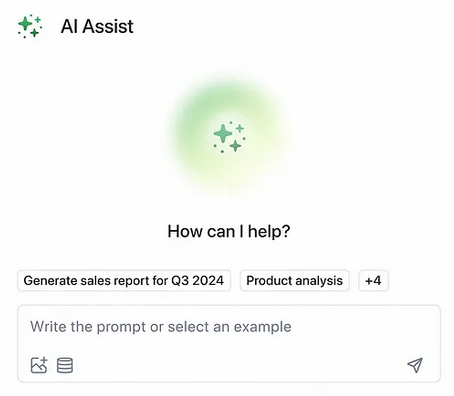 AI Assist
How can I help?
Generate sales report for Q3 2024 Product analysis +4
Write the prompt or select an example